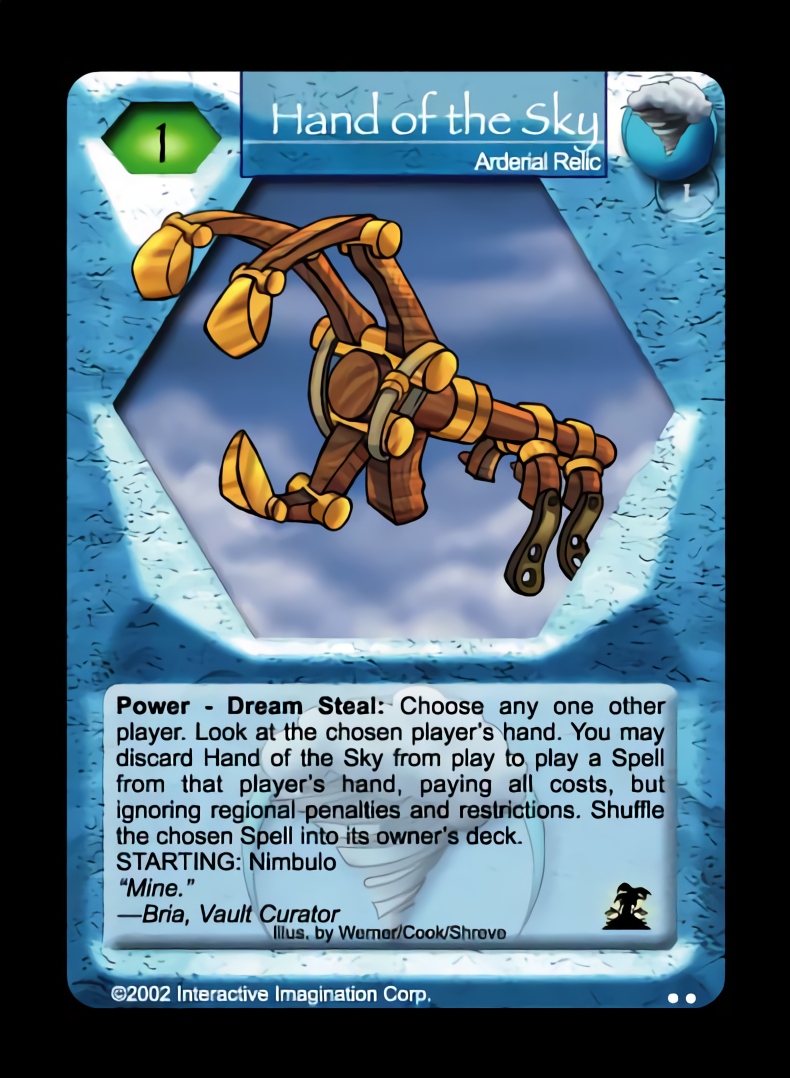 1
Hand of the Sky
Arderial Relic
1
Power - Dream Steal: Choose any one other
player. Look at the chosen player's hand. You may
discard Hand of the Sky from play to play a Spell
from that player's hand, paying all costs, but
ignoring regional penalties and restrictions. Shuffle
the chosen Spell into its owner's deck.
STARTING: Nimbulo
“Mine.”
—Bria, Vault Curator
Illus. by Werner/Cook/Shrove
©2002 Interactive Imagination Corp.